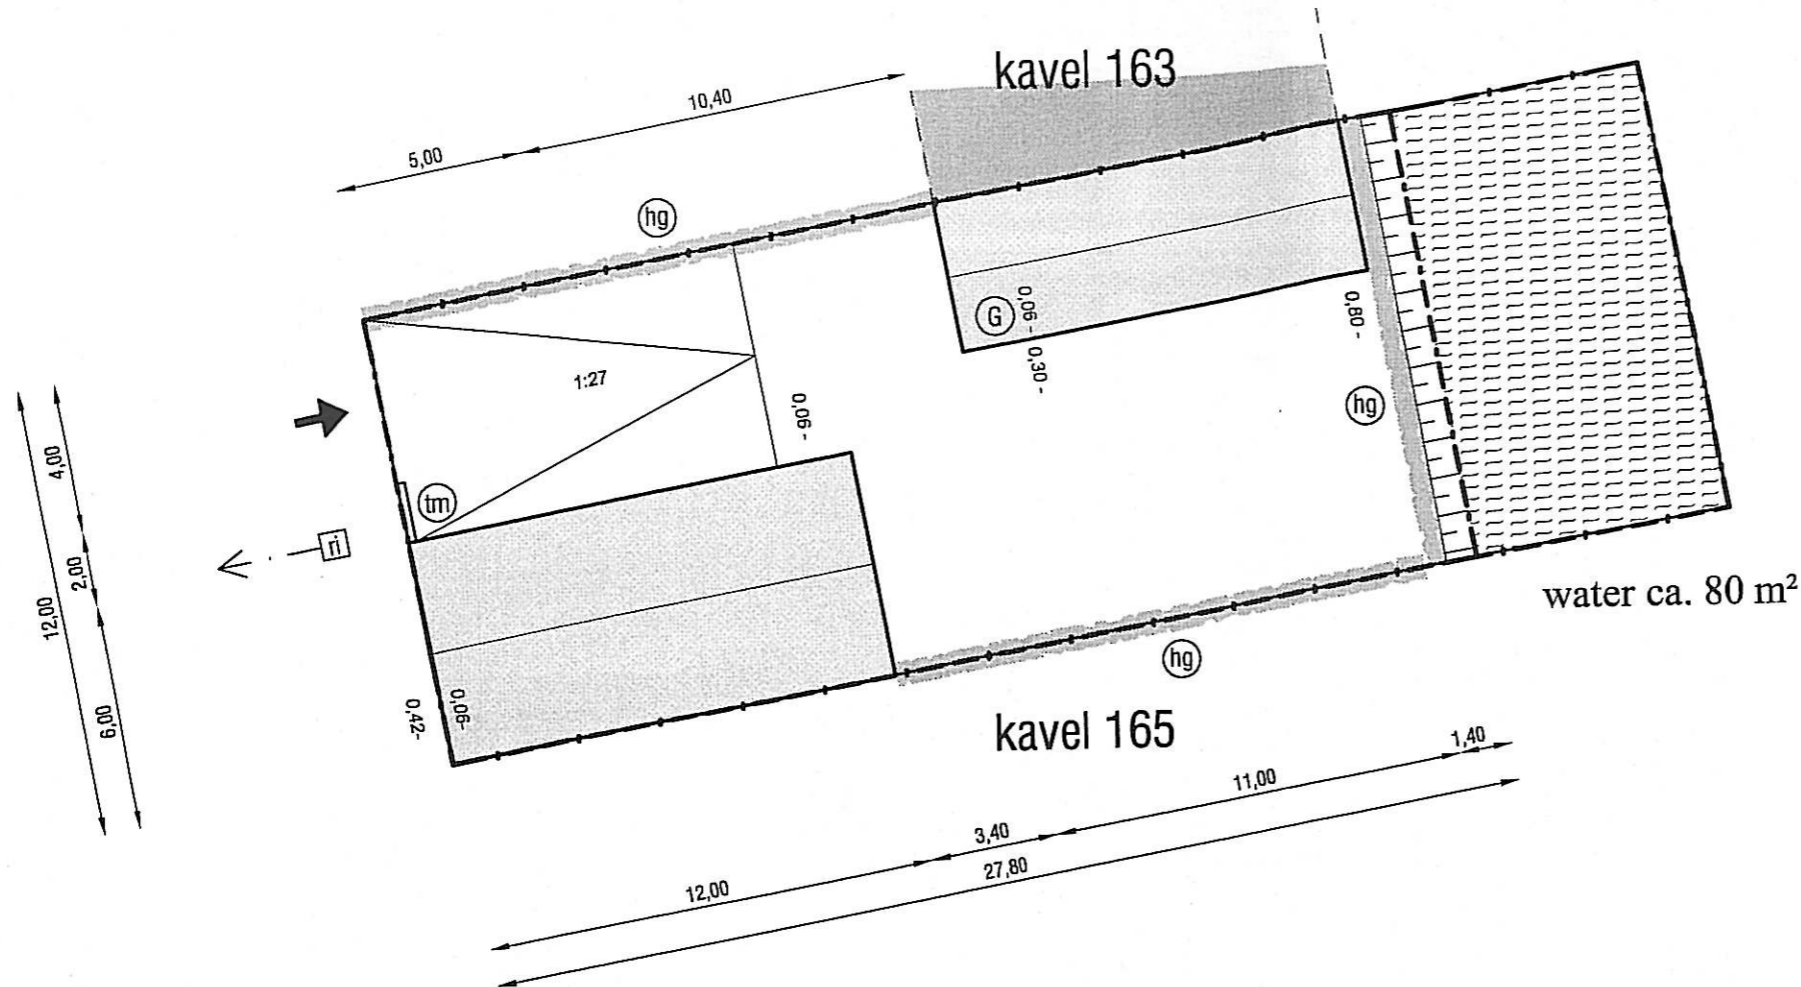 kavel 163
10,40
5,00
hg
G
0,06 -
0,30 -
0,80 -
1:27
0,06 -
hg
4,00
2,00
12,00
6,00
tm
ri
water ca. 80 m²
hg
0,42-
0,06-
kavel 165
1,40
11,00
3,40
27,80
12,00